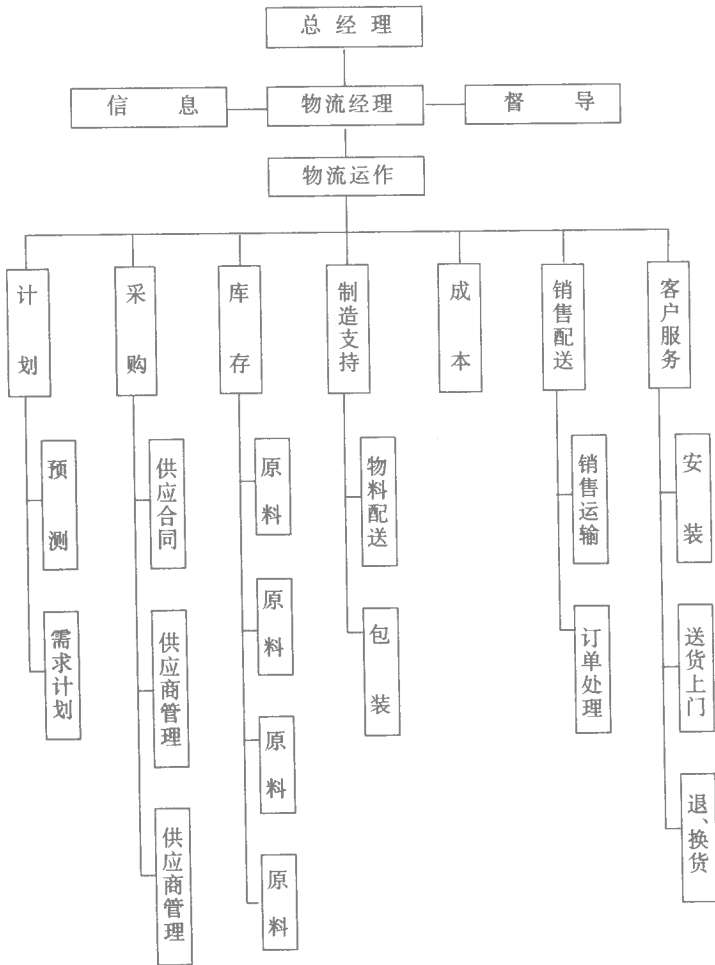 总经理
信息
物流经理
督导
物流运作
计划
采购
库存
制造支持
成本
销售配送
客户服务
预测
需求计划
供应合同
供应商管理
供应商管理
原料
原料
原料
原料
物料配送
包装
销售运输
订单处理
安装
送货上门
退、换货